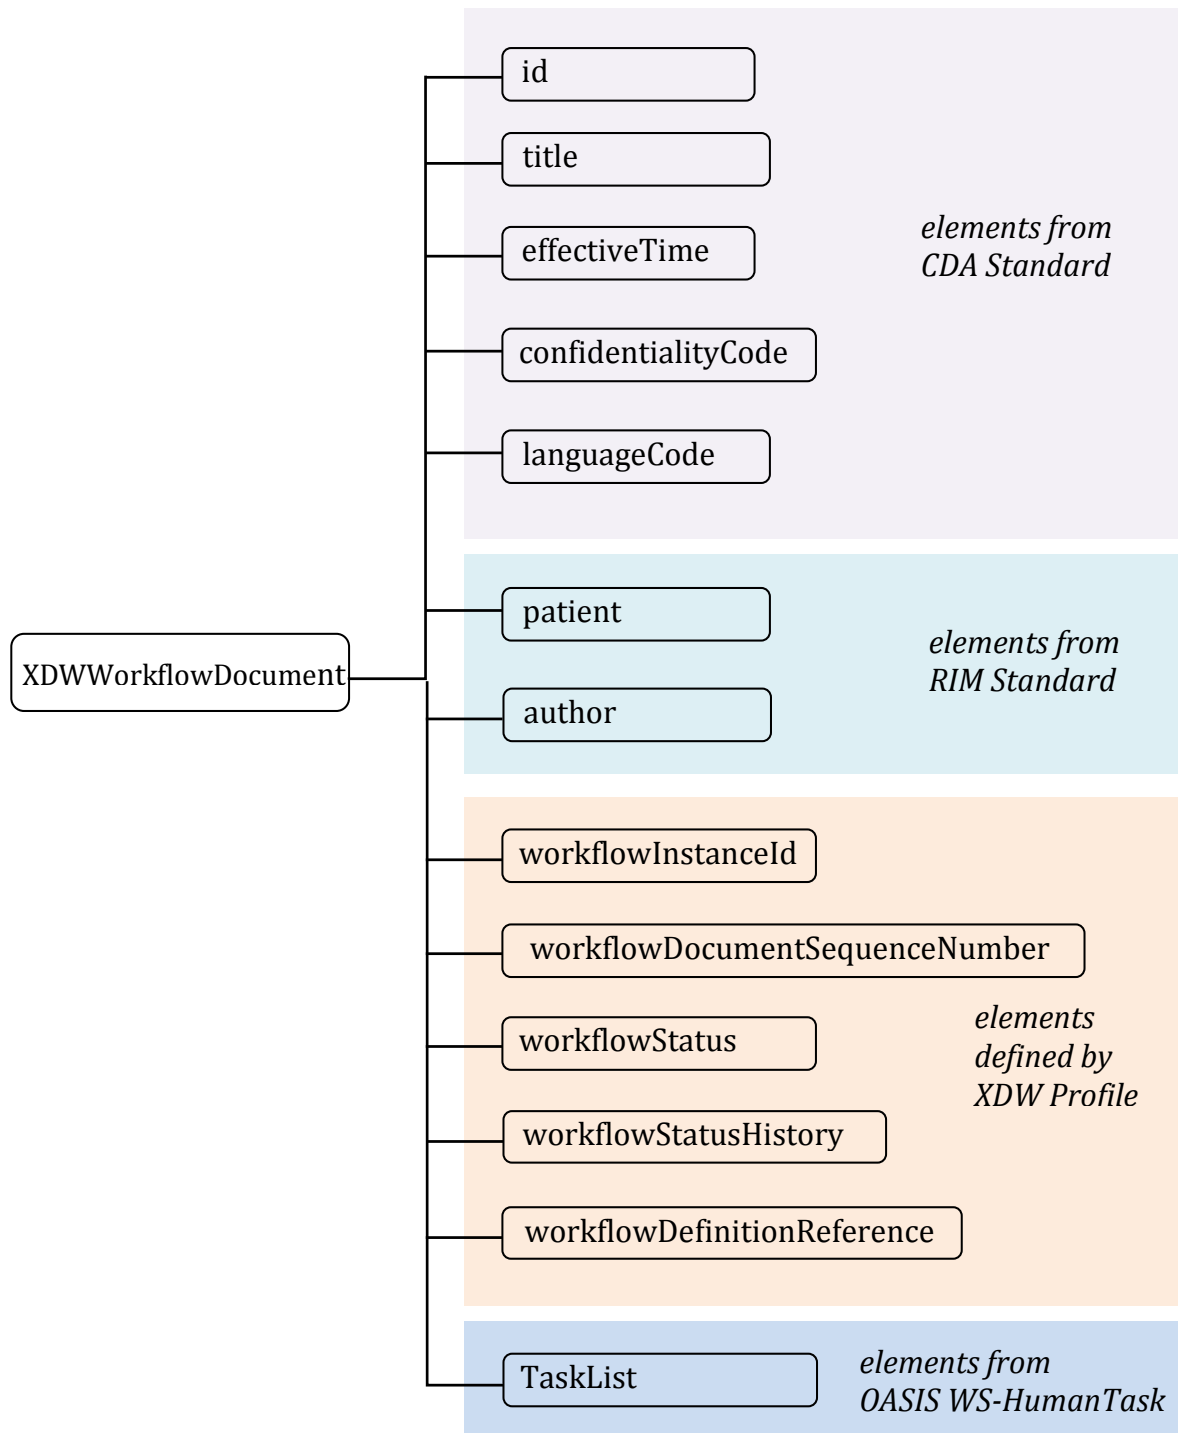 id
title
effectiveTime
elements from
CDA Standard
confidentialityCode
languageCode
patient
elements from
RIM Standard
XDWWorkflowDocument
author
workflowInstanceId
workflowDocumentSequenceNumber
elements
defined by
XDW Profile
workflowStatus
workflowStatusHistory
workflowDefinitionReference
TaskList
elements from
OASIS WS-HumanTask